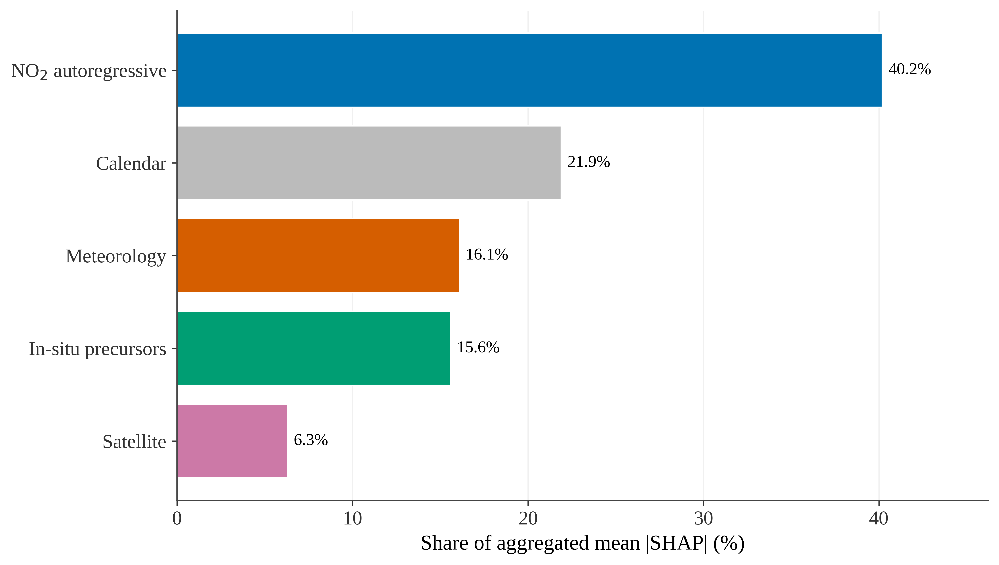 NO₂ autoregressive
40.2%
Calendar
21.9%
Meteorology
16.1%
In-situ precursors
15.6%
Satellite
6.3%
0 10 20 30 40
Share of aggregated mean |SHAP| (%)